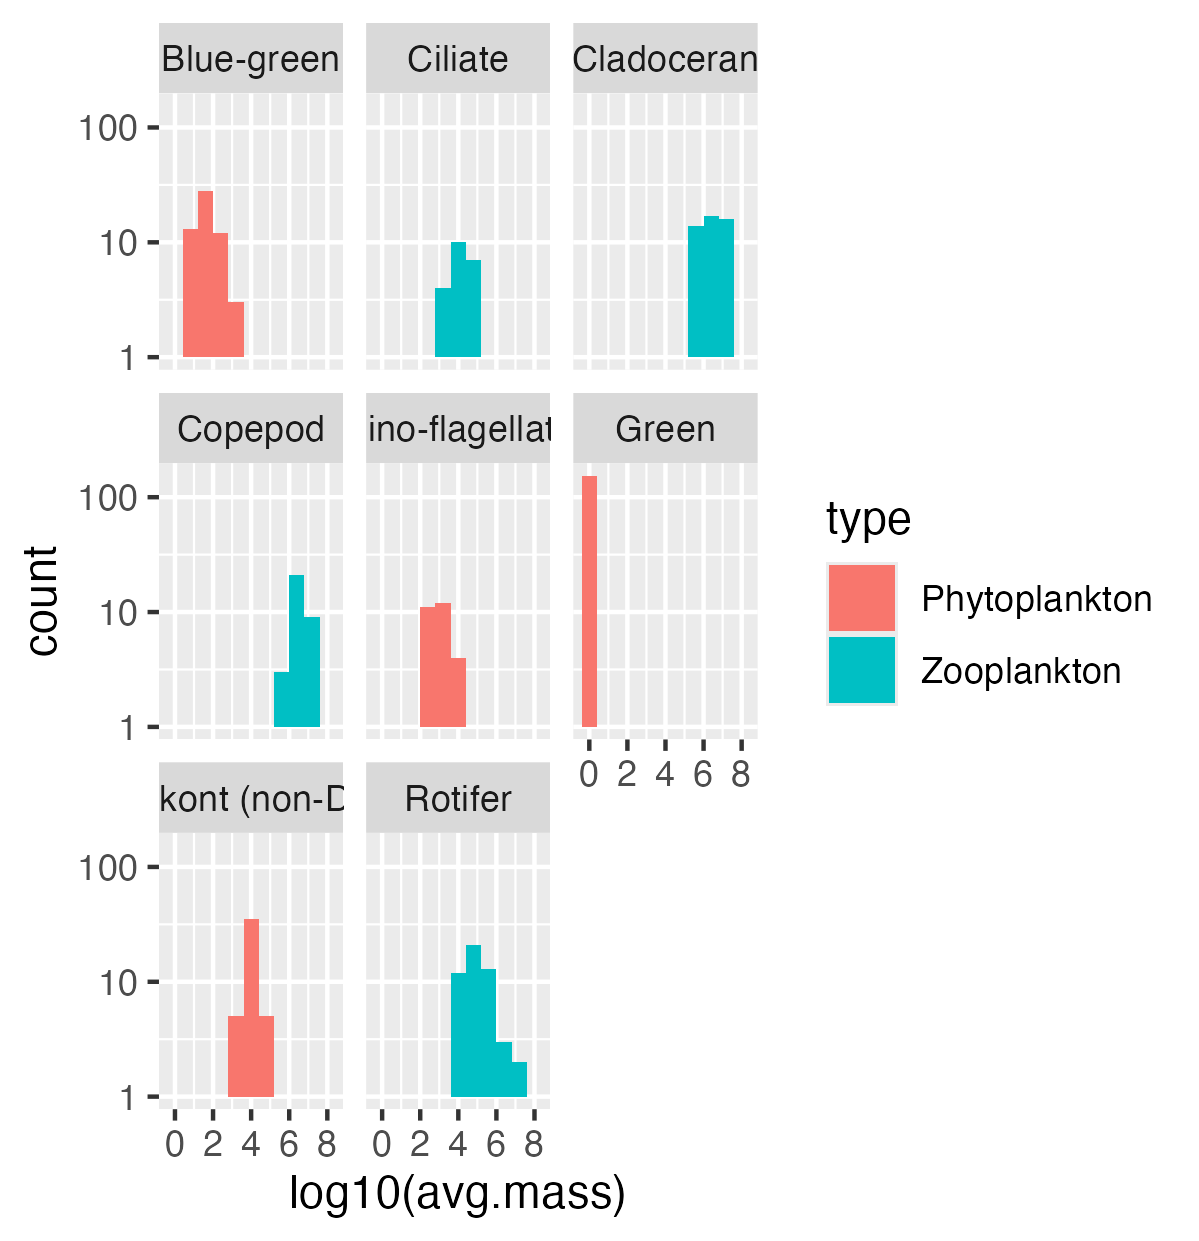 Blue-green Ciliate Cladoceran
100
10
1
Copepod ino-flagellat Green
100
10
1
0 2 4 6 8
kont (non-D Rotifer
100
10
1
0 2 4 6 8 0 2 4 6 8
log10(avg.mass)
count
type
Phytoplankton
Zooplankton